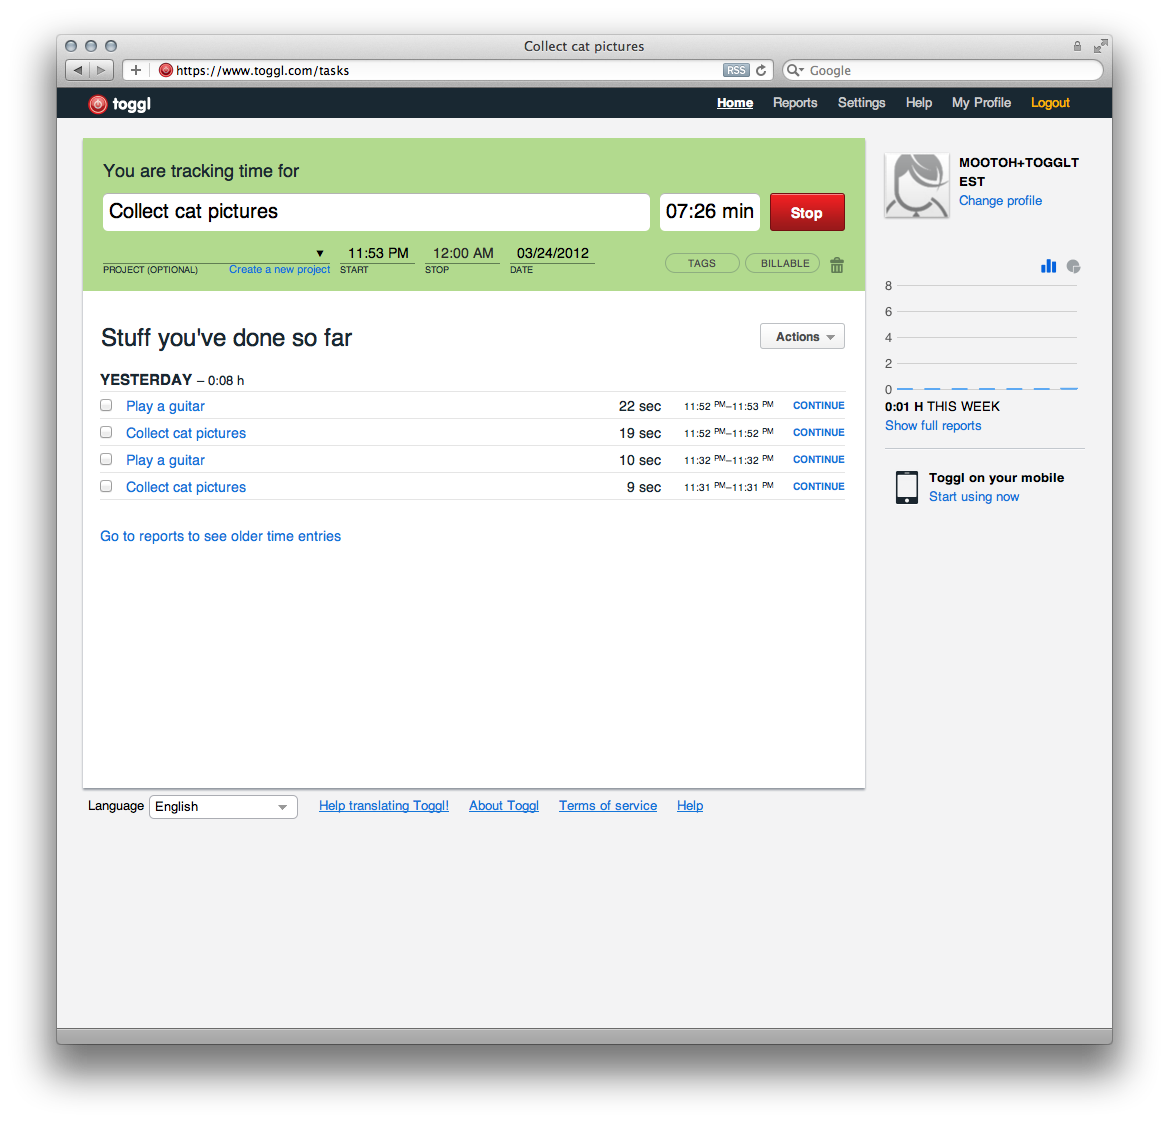 Collect cat pictures
https://www.toggl.com/tasks
RSS
Google
toggl
Home Reports Settings Help My Profile Logout
You are tracking time for
Collect cat pictures 07:26 min Stop
11:53 PM 12:00 AM 03/24/2012
PROJECT (OPTIONAL) Create a new project START STOP DATE
TAGS BILLABLE
MOOTOH+TOGGLT
EST
Change profile
8
6
4
2
0
0:01 H THIS WEEK
Show full reports
Toggl on your mobile
Start using now
Stuff you've done so far
Actions
YESTERDAY – 0:08 h
Play a guitar 22 sec 11:52 PM–11:53 PM CONTINUE
Collect cat pictures 19 sec 11:52 PM–11:52 PM CONTINUE
Play a guitar 10 sec 11:32 PM–11:32 PM CONTINUE
Collect cat pictures 9 sec 11:31 PM–11:31 PM CONTINUE
Go to reports to see older time entries
Language English Help translating Toggl! About Toggl Terms of service Help